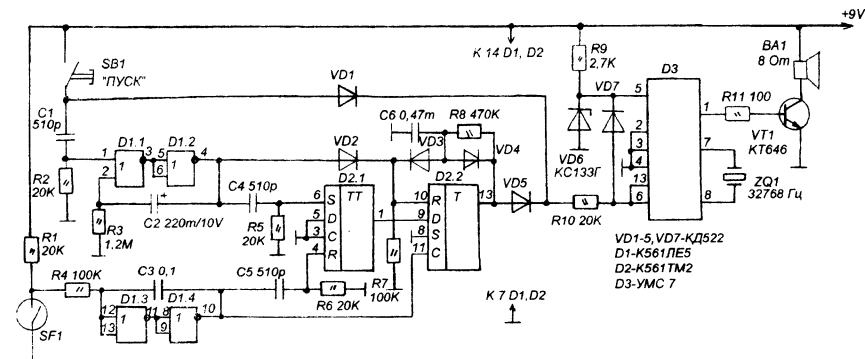 +9V
К 14 D1, D2
SB1
"ПУСК"
VD1
R9
2,7K
BA1
8 Om
D3
VD7
C1
510p
C6 0,47m
R8 470K
5
1
R11 100
D1.1
D1.2
VD2
VD3
VD4
2
3
4
VD6
КС133Г
VT1
КТ646
1
1
3
5
6
1
4
2
R2
20K
D2.1
D2.2
7
C4 510p
6
S
TT
10
R
T
13
VD5
13
6
8
ZQ1
32768 Гц
C2 220m/10V
R3
1.2M
R5
20K
5
D
3
C
4
R
1
9
D
8
S
11
C
R10 20K
R1
20K
VD1-5,VD7-КД522
D1-К561ЛЕ5
D2-К561ТМ2
D3-УМС 7
R4 100K
C3 0,1
C5 510p
R7
100K
R6 20K
К 7 D1,D2
D1.3
D1.4
12
13
1
11
8
9
1
10
SF1